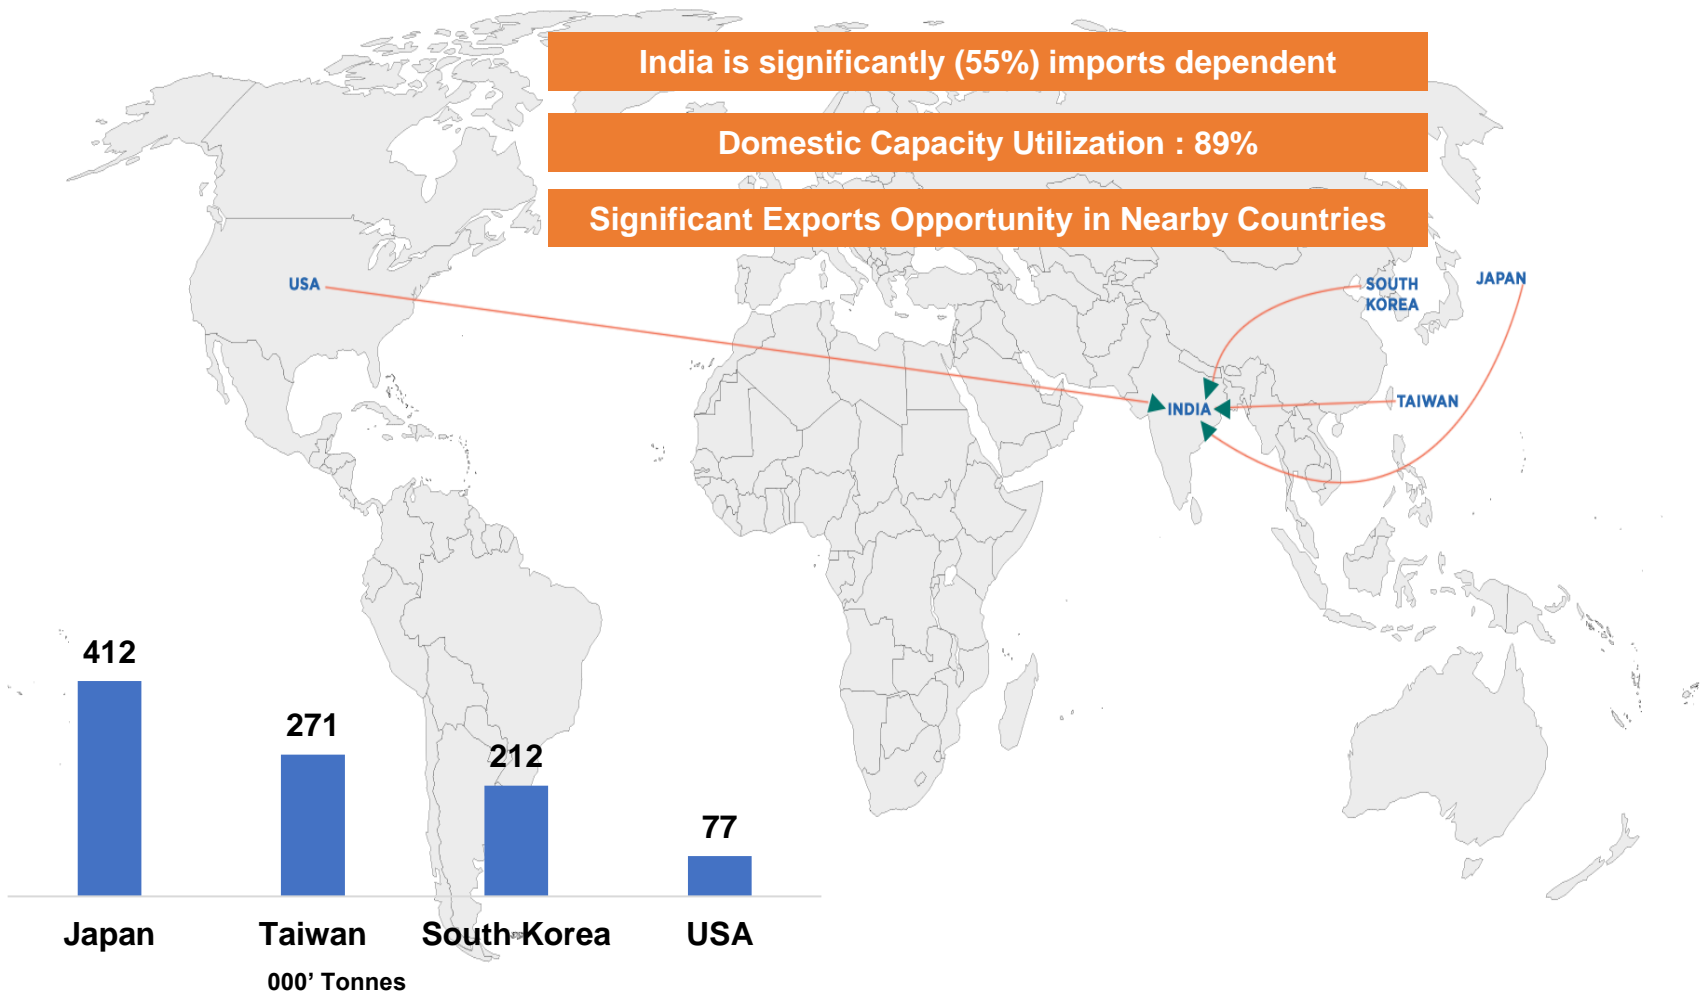 India is significantly (55%) imports dependent
Domestic Capacity Utilization : 89%
Significant Exports Opportunity in Nearby Countries
USA
SOUTH
KOREA
JAPAN
TAIWAN
INDIA
412
271
212
77
Japan
Taiwan
South Korea
USA
000’ Tonnes